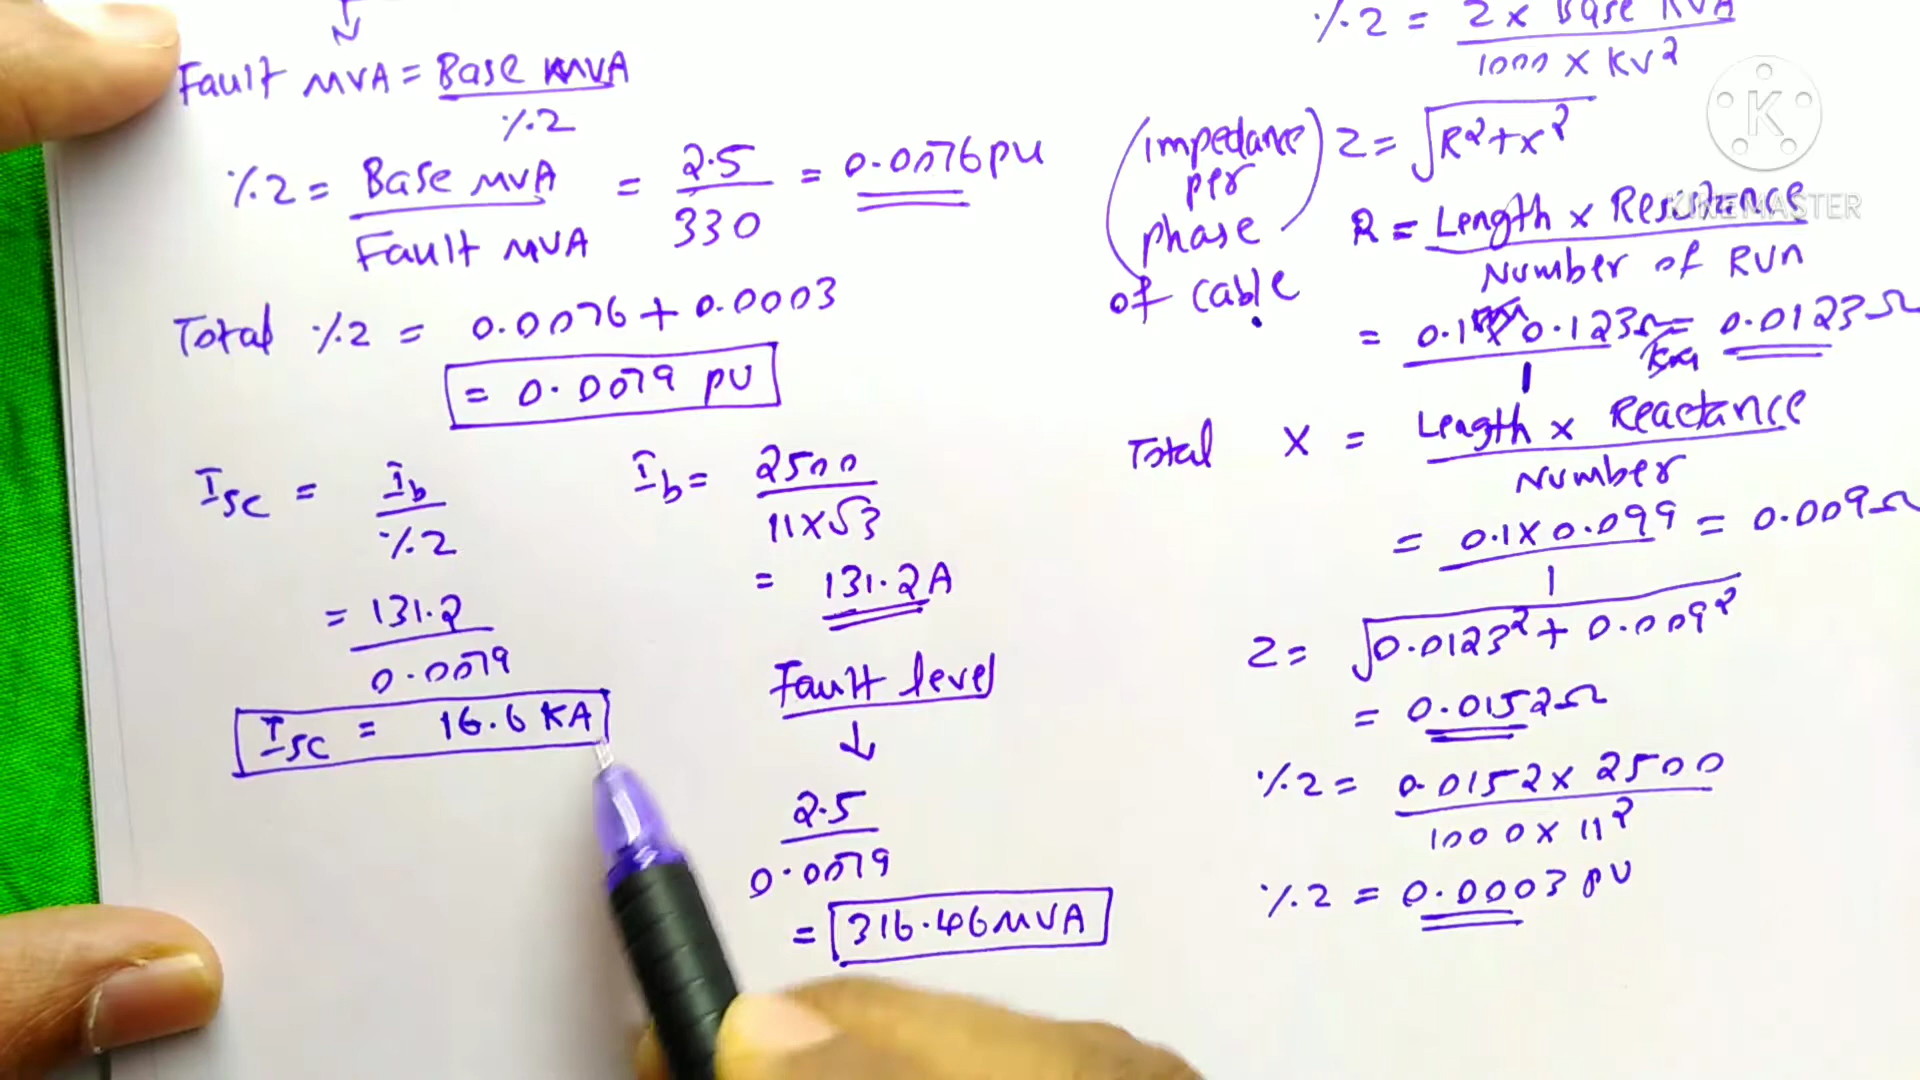 Fault MVA = Base MVA
%Z
%Z = Base MVA = 2.5 = 0.0076 PU
Fault MVA 330
Total %Z = 0.0076 + 0.0003
= 0.0079 PU
Isc = Ib
%Z
= 131.2
0.0079
Isc = 16.6 KA
Ib = 2500
11 x √3
= 131.2 A
Fault level
↓
2.5
0.0079
= 316.46 MVA
%Z = Z x Base KVA
1000 x KV²
(impedance per phase of cable) Z = √R²+x²
R = Length x Resistance
Number of Run
= 0.1 x 0.123Ω = 0.0123Ω
1
Total X = Length x Reactance
Number
= 0.1 x 0.099 = 0.009Ω
1
Z = √0.0123² + 0.009²
= 0.0152Ω
%Z = 0.0152 x 2500
1000 x 11²
%Z = 0.0003 PU
K
KINEMASTER